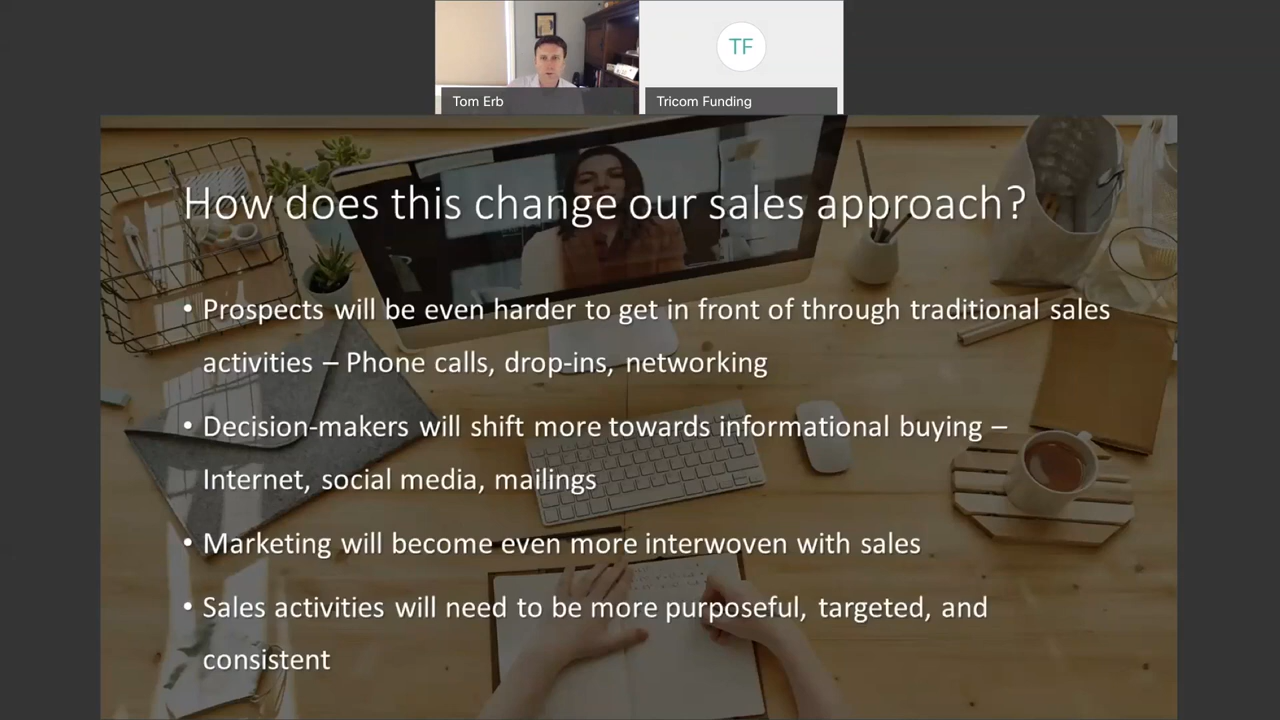 TF
Tom Erb
Tricom Funding
How does this change our sales approach?
• Prospects will be even harder to get in front of through traditional sales
activities – Phone calls, drop-ins, networking
• Decision-makers will shift more towards informational buying –
Internet, social media, mailings
• Marketing will become even more interwoven with sales
• Sales activities will need to be more purposeful, targeted, and
consistent